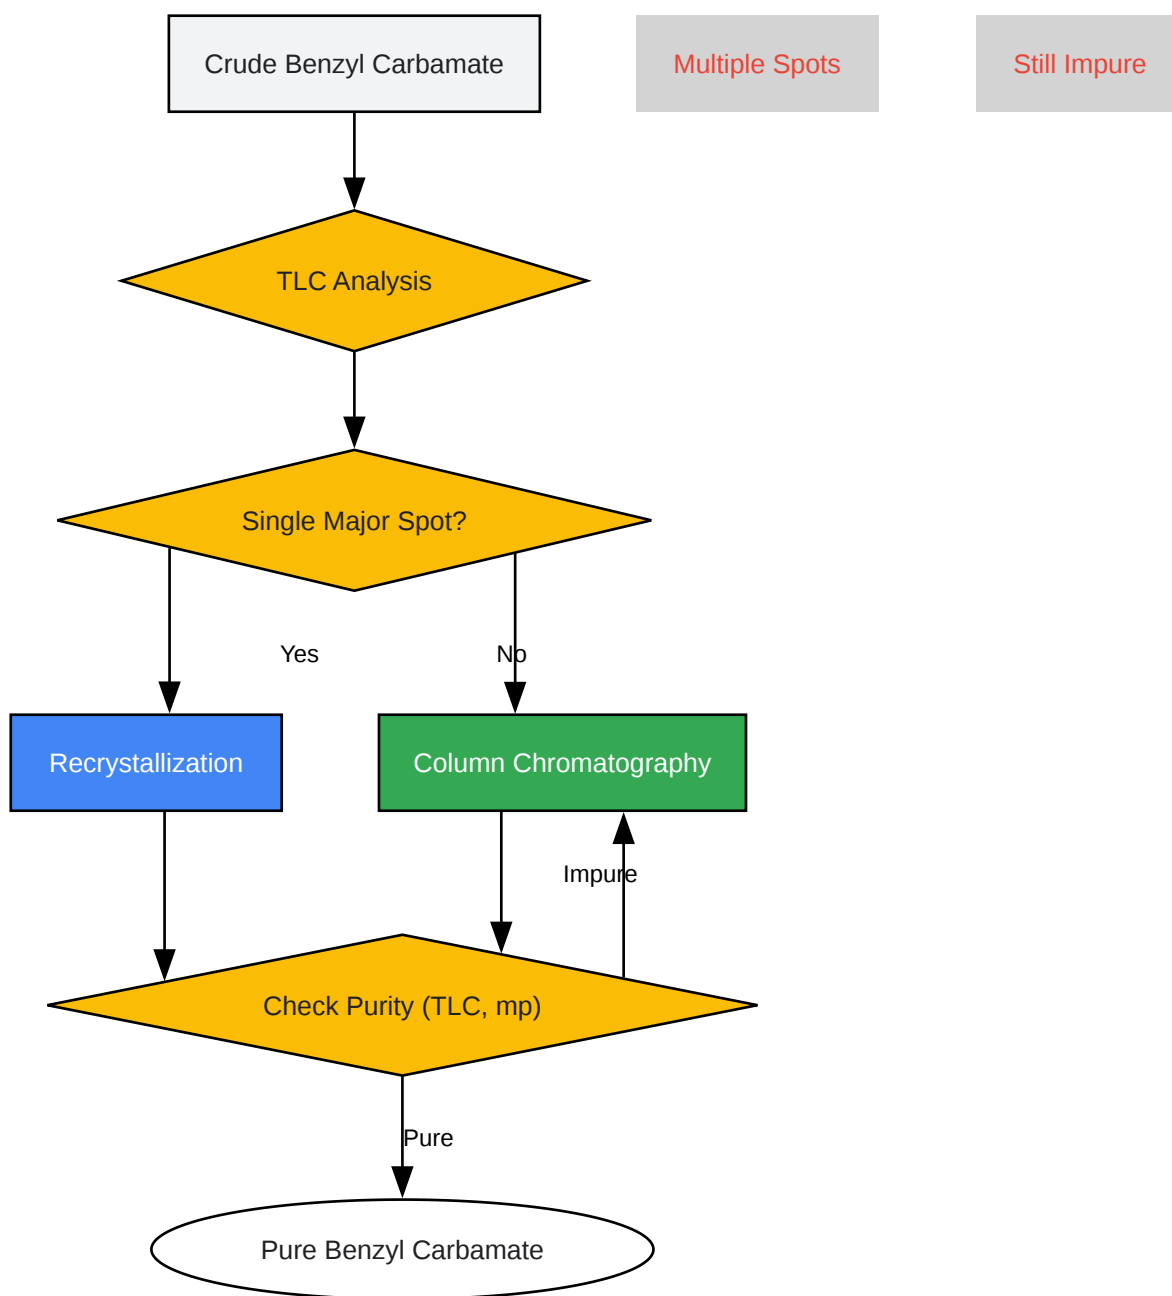 Crude Benzyl Carbamate
Multiple Spots
Still Impure
TLC Analysis
Single Major Spot?
Yes
No
Recrystallization
Column Chromatography
Impure
Check Purity (TLC, mp)
Pure
Pure Benzyl Carbamate